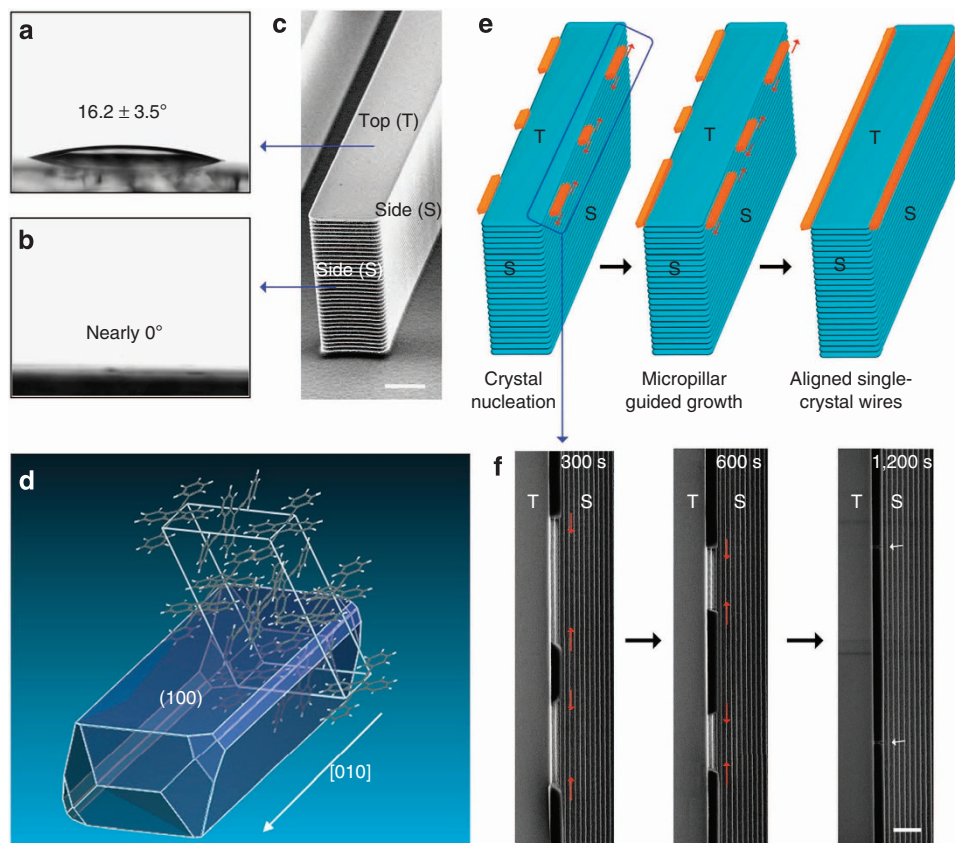 a
16.2 ± 3.5°
b
Nearly 0°
c
Top (T)
Side (S)
Side (S)
d
(100)
[010]
e
T
S
S
T
S
S
T
S
S
Crystal
nucleation
Micropillar
guided growth
Aligned single-
crystal wires
f
300 s
T
S
600 s
T
S
1,200 s
T
S